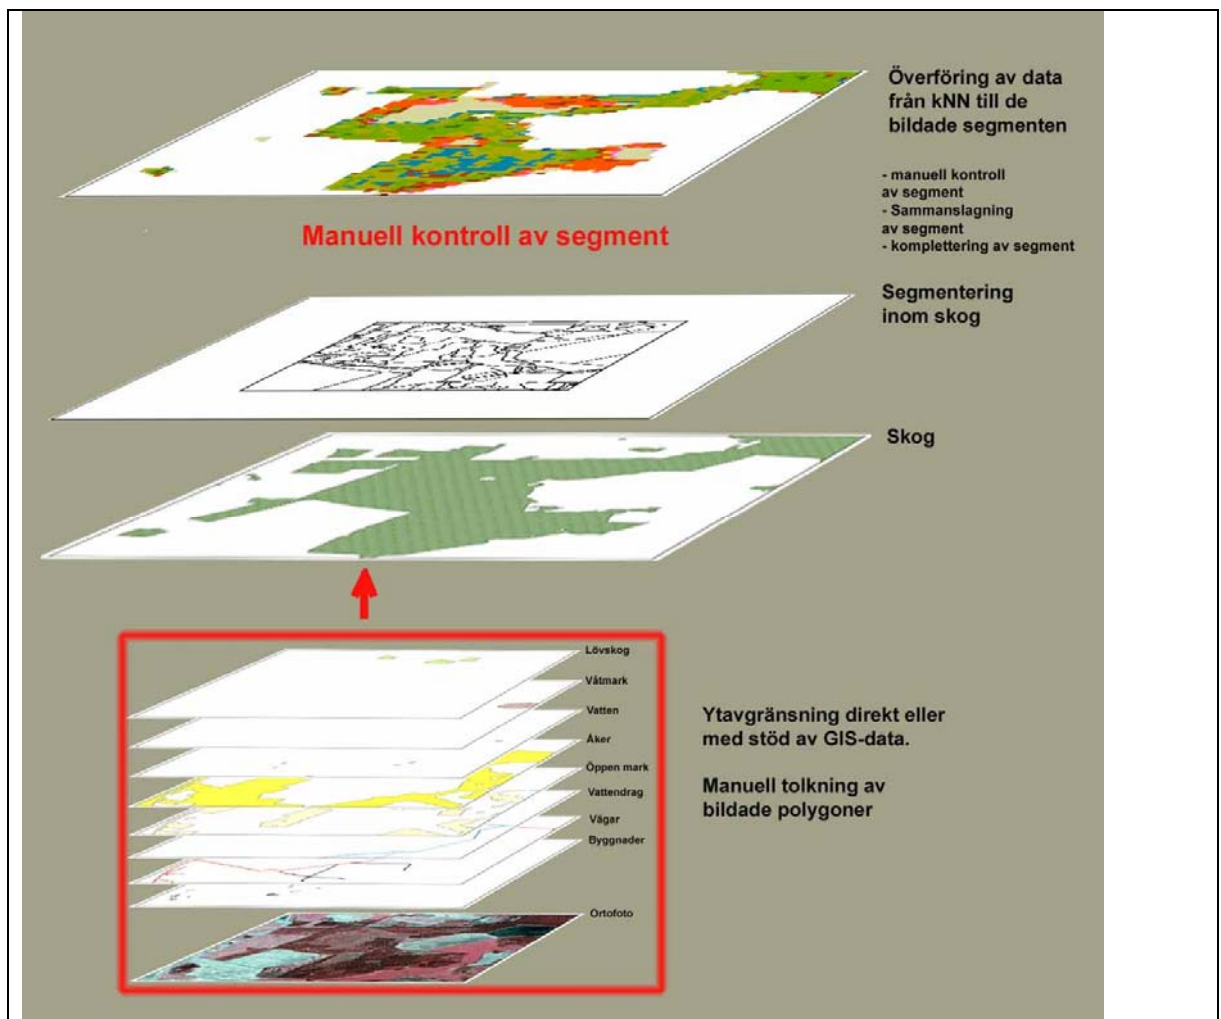 Överföring av data
från kNN till de
bildade segmenten
- manuell kontroll
av segment
- Sammanslagning
av segment
- komplettering av segment
Manuell kontroll av segment
Segmentering
inom skog
Skog
Lövskog
Våtmark
Vatten
Åker
Öppen mark
Vattendrag
Vägar
Byggnader
Ortofoto
Ytavgränsning direkt eller
med stöd av GIS-data.
Manuell tolkning av
bildade polygoner